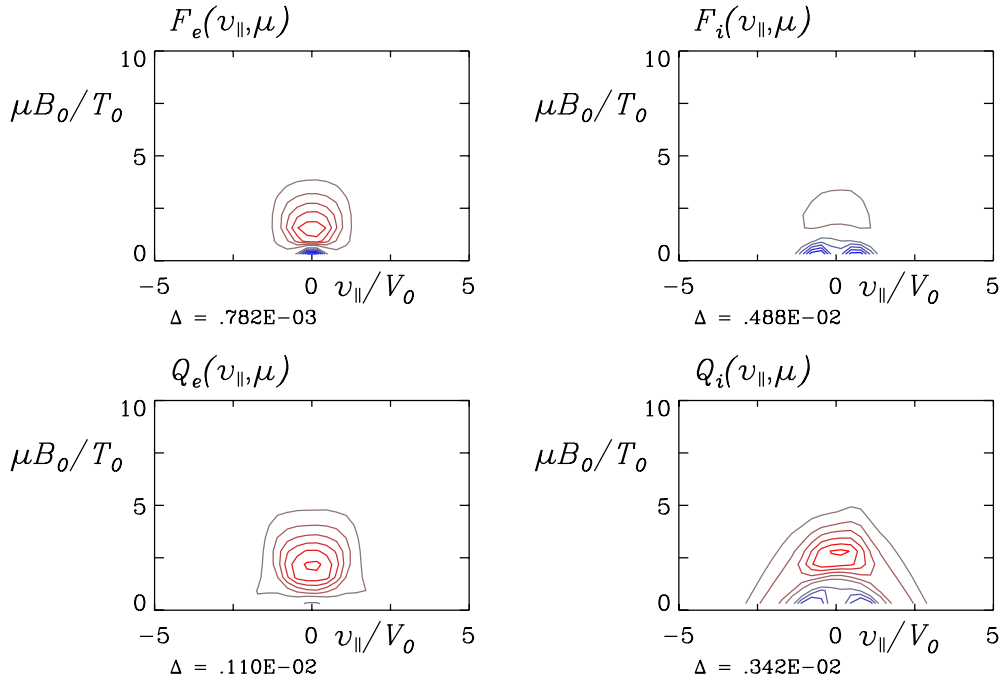 F_e(υ_∥,μ)
10
μB_0/T_0
5
0
-5
0
υ_∥/V_0
5
Δ = .782E-03
F_i(υ_∥,μ)
10
μB_0/T_0
5
0
-5
0
υ_∥/V_0
5
Δ = .488E-02
Q_e(υ_∥,μ)
10
μB_0/T_0
5
0
-5
0
υ_∥/V_0
5
Δ = .110E-02
Q_i(υ_∥,μ)
10
μB_0/T_0
5
0
-5
0
υ_∥/V_0
5
Δ = .342E-02